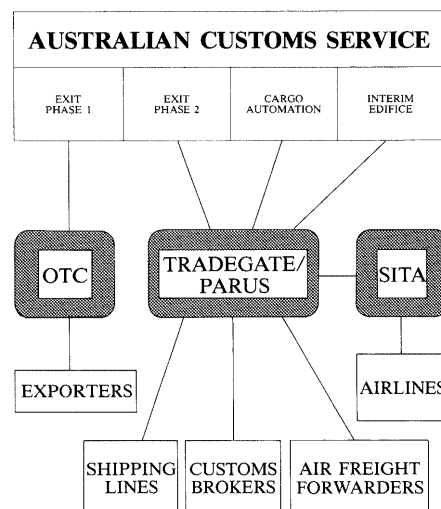 AUSTRALIAN CUSTOMS SERVICE
EXIT
PHASE 1
EXIT
PHASE 2
CARGO
AUTOMATION
INTERIM
EDIFICE
OTC
TRADEGATE/
PARUS
SITA
EXPORTERS
AIRLINES
SHIPPING
LINES
CUSTOMS
BROKERS
AIR FREIGHT
FORWARDERS